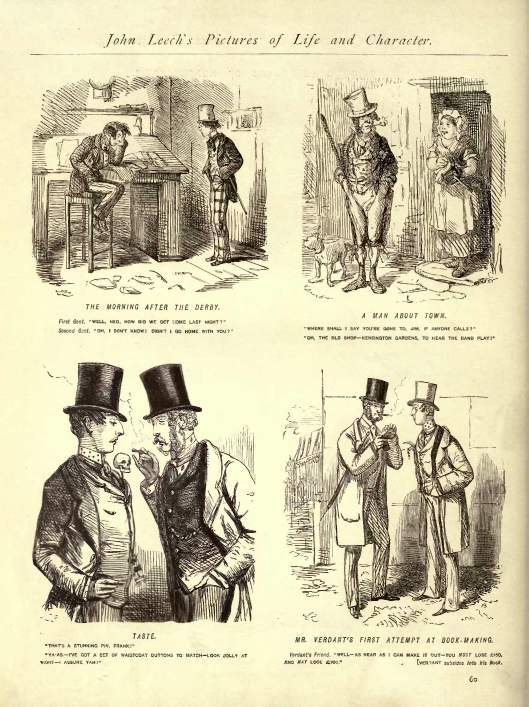 John Leech's Pictures of Life and Character.
THE MORNING AFTER THE DERBY.
First Gent. "WELL, NED, HOW DID WE GET HOME LAST NIGHT?"
Second Gent. "OH, I DON'T KNOW! DIDN'T I GO HOME WITH YOU?"
A MAN ABOUT TOWN.
"WHERE SHALL I SAY YOU'RE GONE TO, JIM, IF ANYONE CALLS?"
"OH, THE OLD SHOP—KENSINGTON GARDENS, TO HEAR THE BAND PLAY!"
TASTE.
"THAT'S A STUNNING PIN, FRANK!"
"YA-AS.—I'VE GOT A SET OF WAISTCOAT BUTTONS TO MATCH—LOOK JOLLY AT
NIGHT—I ASSURE YAH!"
MR. VERDANT'S FIRST ATTEMPT AT BOOK-MAKING.
Verdant's Friend. "WELL—AS NEAR AS I CAN MAKE IT OUT—YOU MUST LOSE £150,
AND MAY LOSE
[VERDANT subsides into his Book.
60